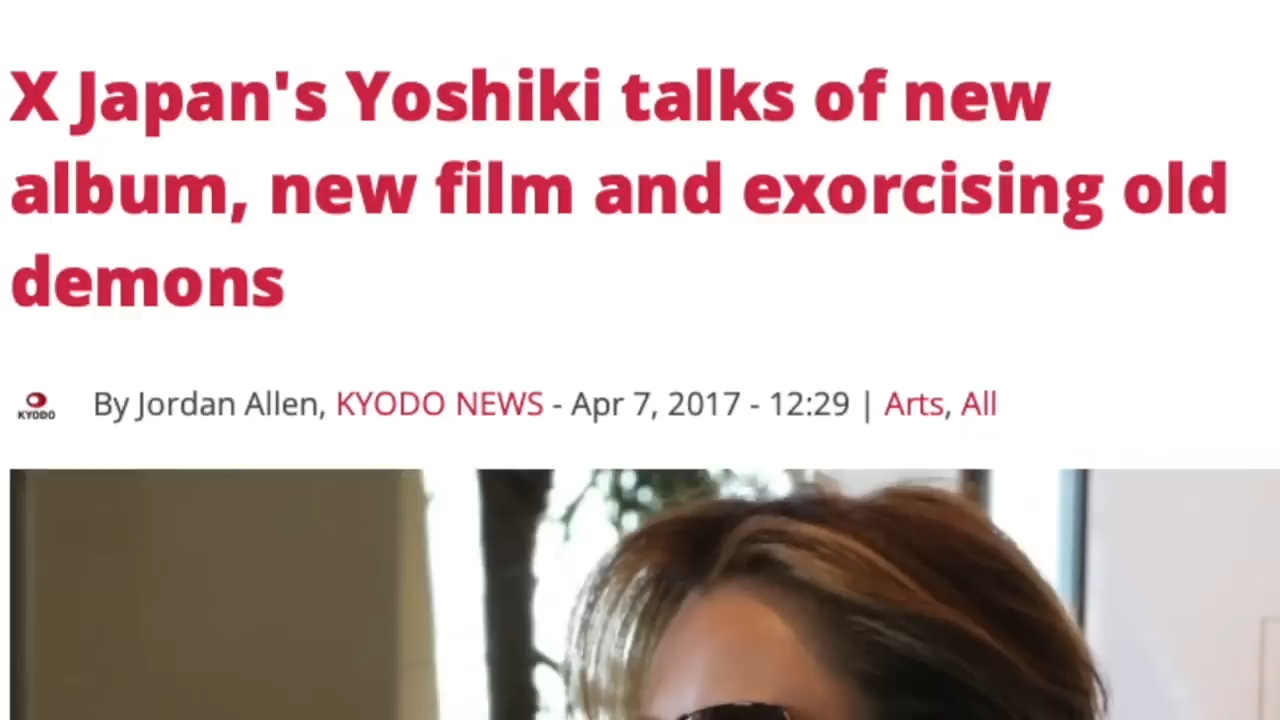 X Japan's Yoshiki talks of new
album, new film and exorcising old
demons
KYODO
By Jordan Allen, KYODO NEWS - Apr 7, 2017 - 12:29 | Arts, All